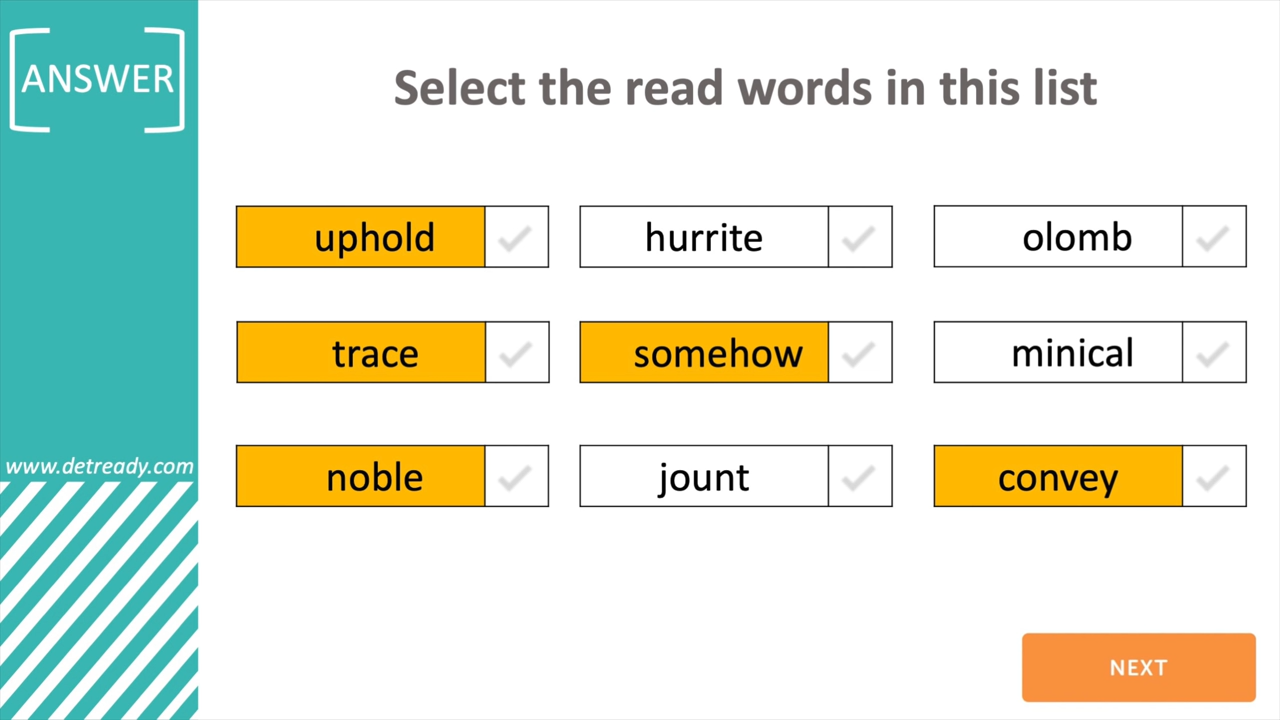 ANSWER
Select the read words in this list
uphold
hurrite
olomb
trace
somehow
minical
noble
jount
convey
www.detready.com
NEXT